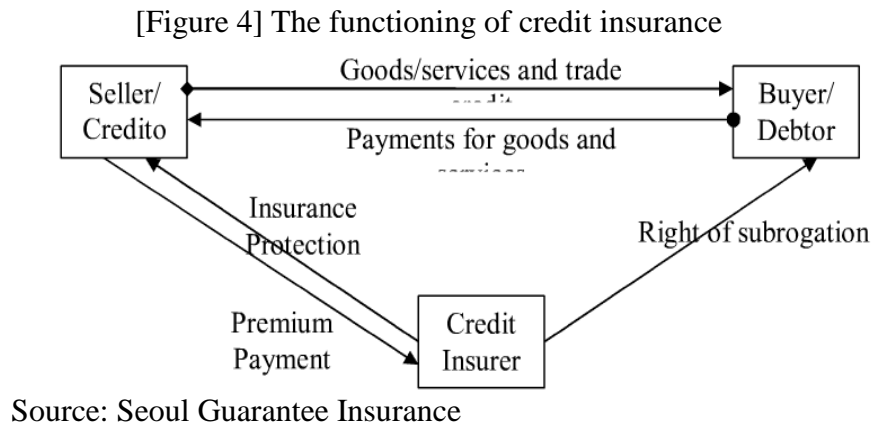 [Figure 4] The functioning of credit insurance
Goods/services and trade
Seller/
Credito
Buyer/
Debtor
Payments for goods and
Insurance
Protection
Right of subrogation
Premium
Payment
Credit
Insurer
Source: Seoul Guarantee Insurance